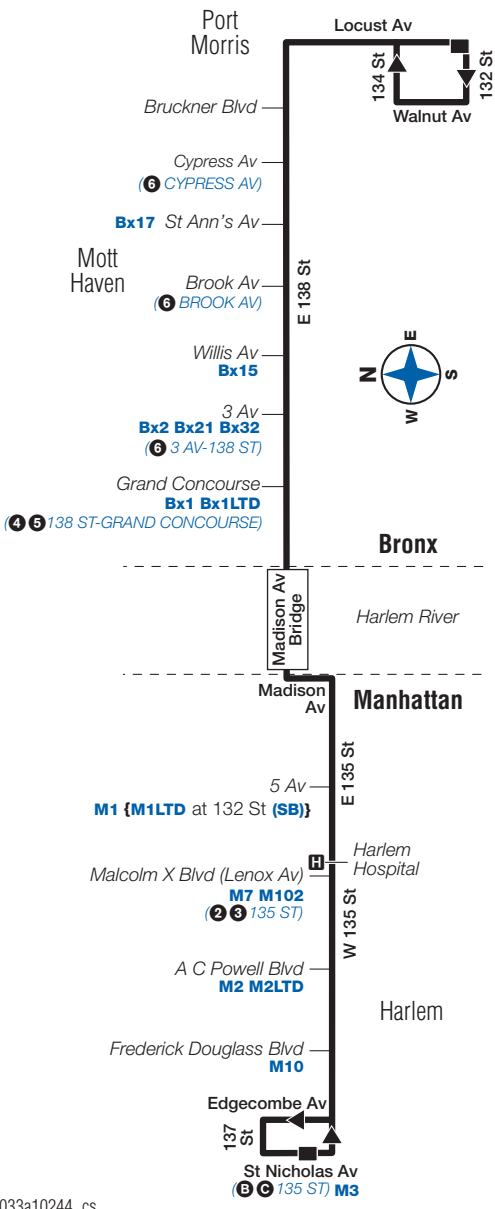 Port
Morris
Locust Av
134 St
132 St
Walnut Av
Bruckner Blvd
Cypress Av
(6 CYPRESS AV)
Bx17 St Ann's Av
Mott
Haven
Brook Av
(6 BROOK AV)
E 138 St
Willis Av
Bx15
N E S W
3 Av
Bx2 Bx21 Bx32
(6 3 AV-138 ST)
Grand Concourse
Bx1 Bx1LTD
(4 5 138 ST-GRAND CONCOURSE)
Bronx
Madison Av
Bridge
Harlem River
Madison
Av
Manhattan
E 135 St
5 Av
M1 {M1LTD at 132 St (SB)}
H
Harlem
Hospital
Malcolm X Blvd (Lenox Av)
M7 M102
(2 3 135 ST)
W 135 St
A C Powell Blvd
M2 M2LTD
Harlem
Frederick Douglass Blvd
M10
Edgecombe Av
137
St
St Nicholas Av
(B C 135 ST) M3
033a10244_cs